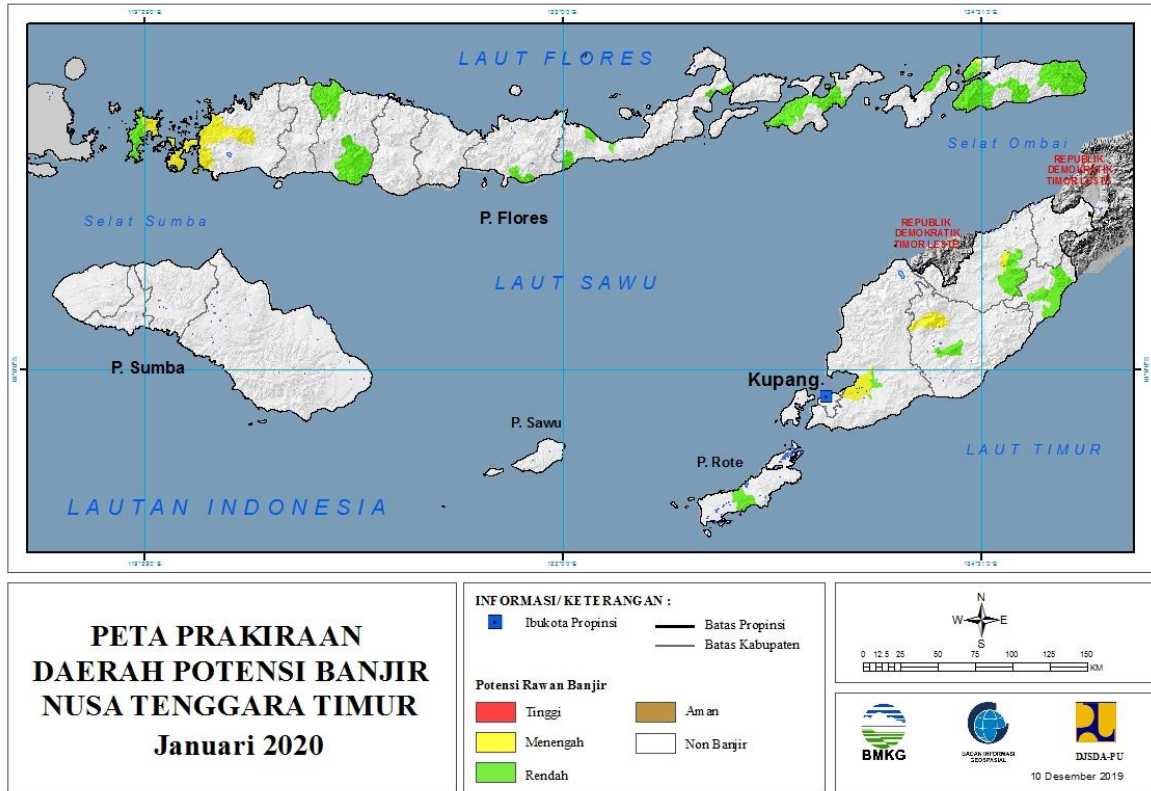 LAUT FLORES
Selat Ombai
REPUBLIK
DEMOKRATIK
TIMOR LESTE
P. Flores
Selat Sumba
REPUBLIK
DEMOKRATIK
TIMOR LESTE
LAUT SAWU
P. Sumba
Kupang
P. Sawu
P. Rote
LAUT TIMUR
LAUTAN INDONESIA
PETA PRAKIRAAN
DAERAH POTENSI BANJIR
NUSA TENGGARA TIMUR
Januari 2020
INFORMASI/ KETERANGAN :
Ibukota Propinsi
Batas Propinsi
Batas Kabupaten
Potensi Rawan Banjir
Tinggi
Aman
Menengah
Non Banjir
Rendah
N
W E
S
0 12.5 25 50 75 100 125 150
KM
BMKG
BADAN INFORMASI
GEOSPASIAL
DJSDA-PU
10 Desember 2019